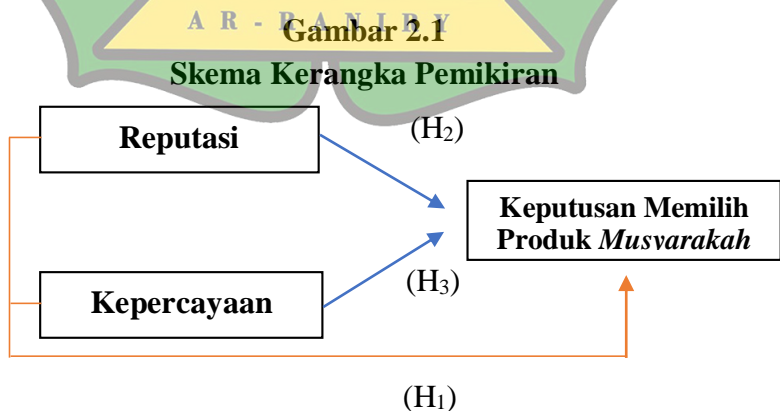 A R - R A N I R Y
Gambar 2.1
Skema Kerangka Pemikiran
Reputasi
(H₂)
Keputusan Memilih
Produk Musyarakah
Kepercayaan
(H₃)
(H₁)